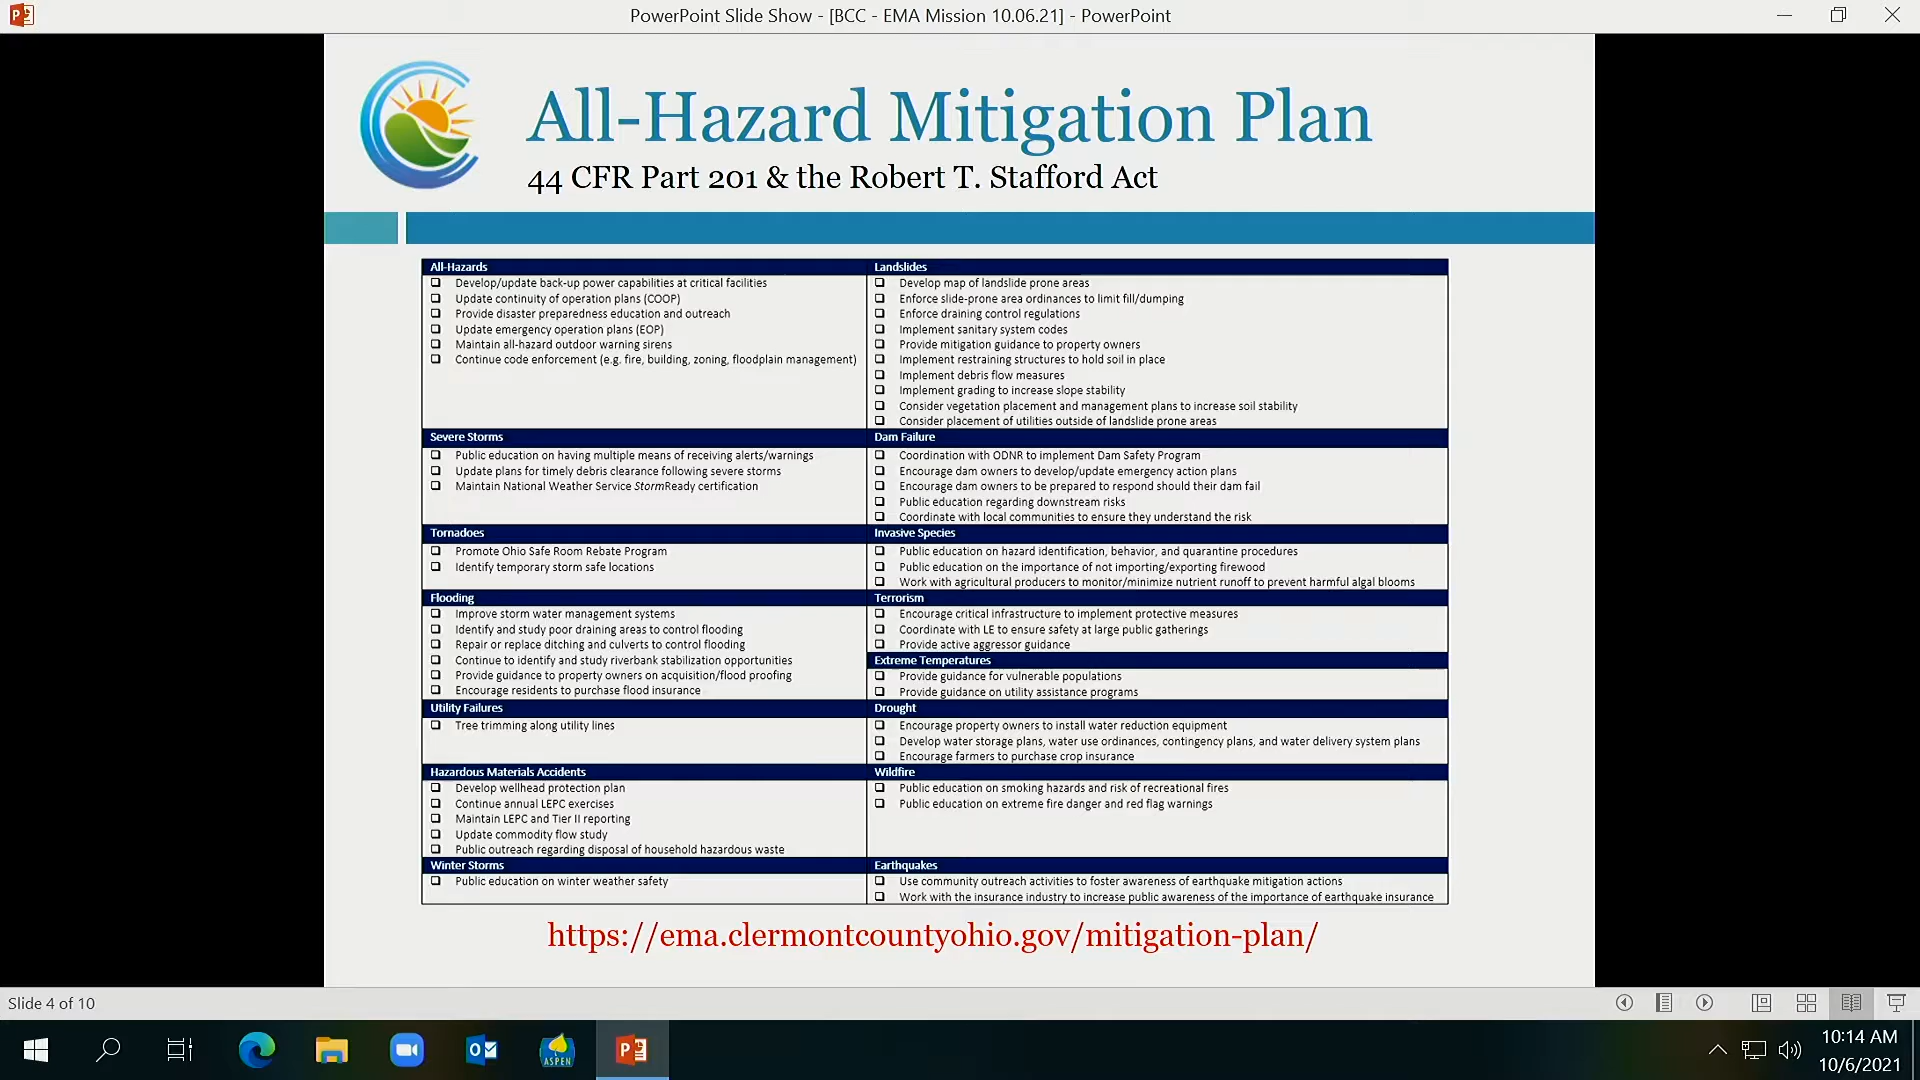 PowerPoint Slide Show - [BCC - EMA Mission 10.06.21] - PowerPoint
All-Hazard Mitigation Plan
44 CFR Part 201 & the Robert T. Stafford Act
All-Hazards
Develop/update back-up power capabilities at critical facilities
Update continuity of operation plans (COOP)
Provide disaster preparedness education and outreach
Update emergency operation plans (EOP)
Maintain all-hazard outdoor warning sirens
Continue code enforcement (e.g. fire, building, zoning, floodplain management)
Landslides
Develop map of landslide prone areas
Enforce slide-prone area ordinances to limit fill/dumping
Enforce draining control regulations
Implement sanitary system codes
Provide mitigation guidance to property owners
Implement restraining structures to hold soil in place
Implement debris flow measures
Implement grading to increase slope stability
Consider vegetation placement and management plans to increase soil stability
Consider placement of utilities outside of landslide prone areas
Severe Storms
Public education on having multiple means of receiving alerts/warnings
Update plans for timely debris clearance following severe storms
Maintain National Weather Service StormReady certification
Dam Failure
Coordination with ODNR to implement Dam Safety Program
Encourage dam owners to develop/update emergency action plans
Encourage dam owners to be prepared to respond should their dam fail
Public education regarding downstream risks
Coordinate with local communities to ensure they understand the risk
Tornadoes
Promote Ohio Safe Room Rebate Program
Identify temporary storm safe locations
Invasive Species
Public education on hazard identification, behavior, and quarantine procedures
Public education on the importance of not importing/exporting firewood
Work with agricultural producers to monitor/minimize nutrient runoff to prevent harmful algal blooms
Flooding
Improve storm water management systems
Identify and study poor draining areas to control flooding
Repair or replace ditching and culverts to control flooding
Continue to identify and study riverbank stabilization opportunities
Provide guidance to property owners on acquisition/flood proofing
Encourage residents to purchase flood insurance
Terrorism
Encourage critical infrastructure to implement protective measures
Coordinate with LE to ensure safety at large public gatherings
Provide active aggressor guidance
Extreme Temperatures
Provide guidance for vulnerable populations
Provide guidance on utility assistance programs
Utility Failures
Tree trimming along utility lines
Drought
Encourage property owners to install water reduction equipment
Develop water storage plans, water use ordinances, contingency plans, and water delivery system plans
Encourage farmers to purchase crop insurance
Hazardous Materials Accidents
Develop wellhead protection plan
Continue annual LEPC exercises
Maintain LEPC and Tier II reporting
Update commodity flow study
Public outreach regarding disposal of household hazardous waste
Wildfire
Public education on smoking hazards and risk of recreational fires
Public education on extreme fire danger and red flag warnings
Winter Storms
Public education on winter weather safety
Earthquakes
Use community outreach activities to foster awareness of earthquake mitigation actions
Work with the insurance industry to increase public awareness of the importance of earthquake insurance
https://ema.clermontcountyohio.gov/mitigation-plan/
Slide 4 of 10
ASPEN
10:14 AM
10/6/2021